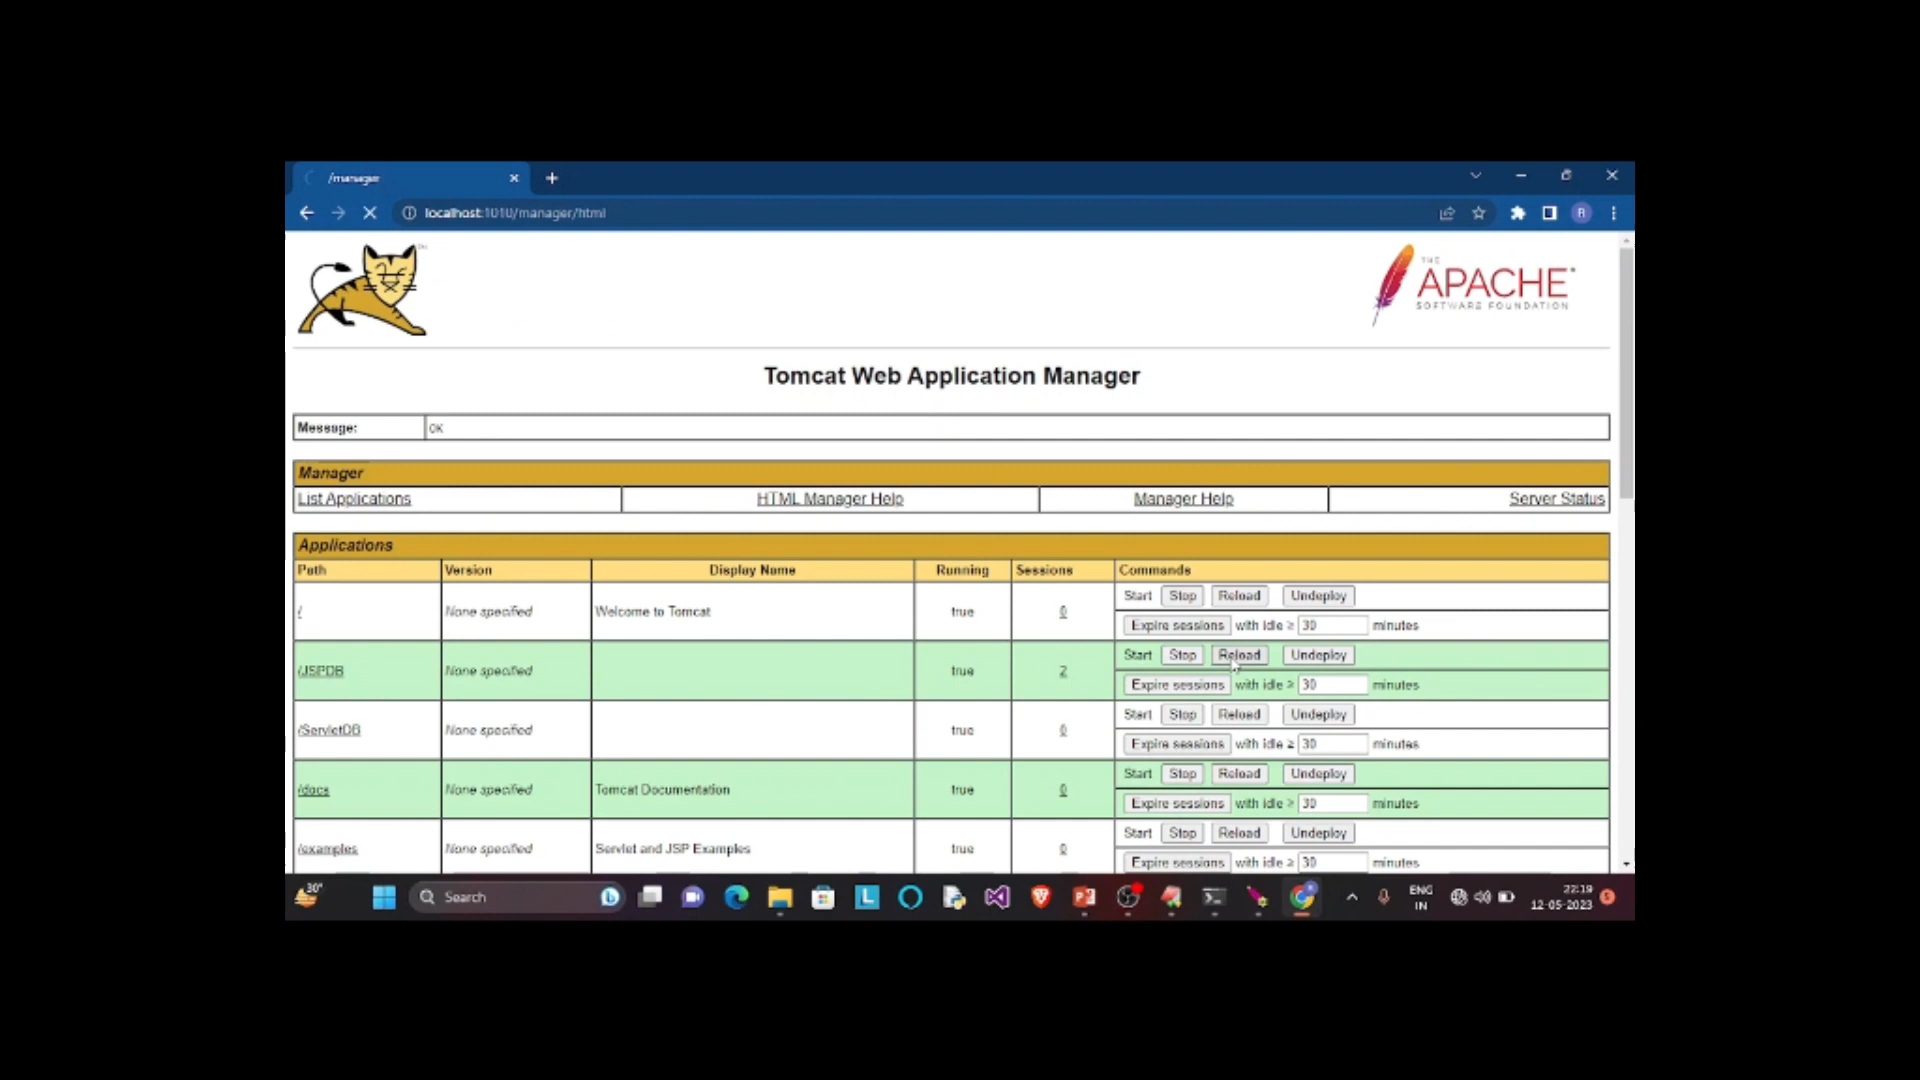 /manager
localhost:1010/manager/html
THE
APACHE
SOFTWARE FOUNDATION
Tomcat Web Application Manager
Message: OK
Manager
List Applications HTML Manager Help Manager Help Server Status
Applications
Path Version Display Name Running Sessions Commands
/ None specified Welcome to Tomcat true 0 Start Stop Reload Undeploy
Expire sessions with idle ≥ 30 minutes
/JSPDB None specified true 2 Start Stop Reload Undeploy
Expire sessions with idle ≥ 30 minutes
/ServletDB None specified true 0 Start Stop Reload Undeploy
Expire sessions with idle ≥ 30 minutes
/docs None specified Tomcat Documentation true 0 Start Stop Reload Undeploy
Expire sessions with idle ≥ 30 minutes
/examples None specified Servlet and JSP Examples true 0 Start Stop Reload Undeploy
Expire sessions with idle ≥ 30 minutes
30°
Search
ENG
IN
22:19
12-05-2023